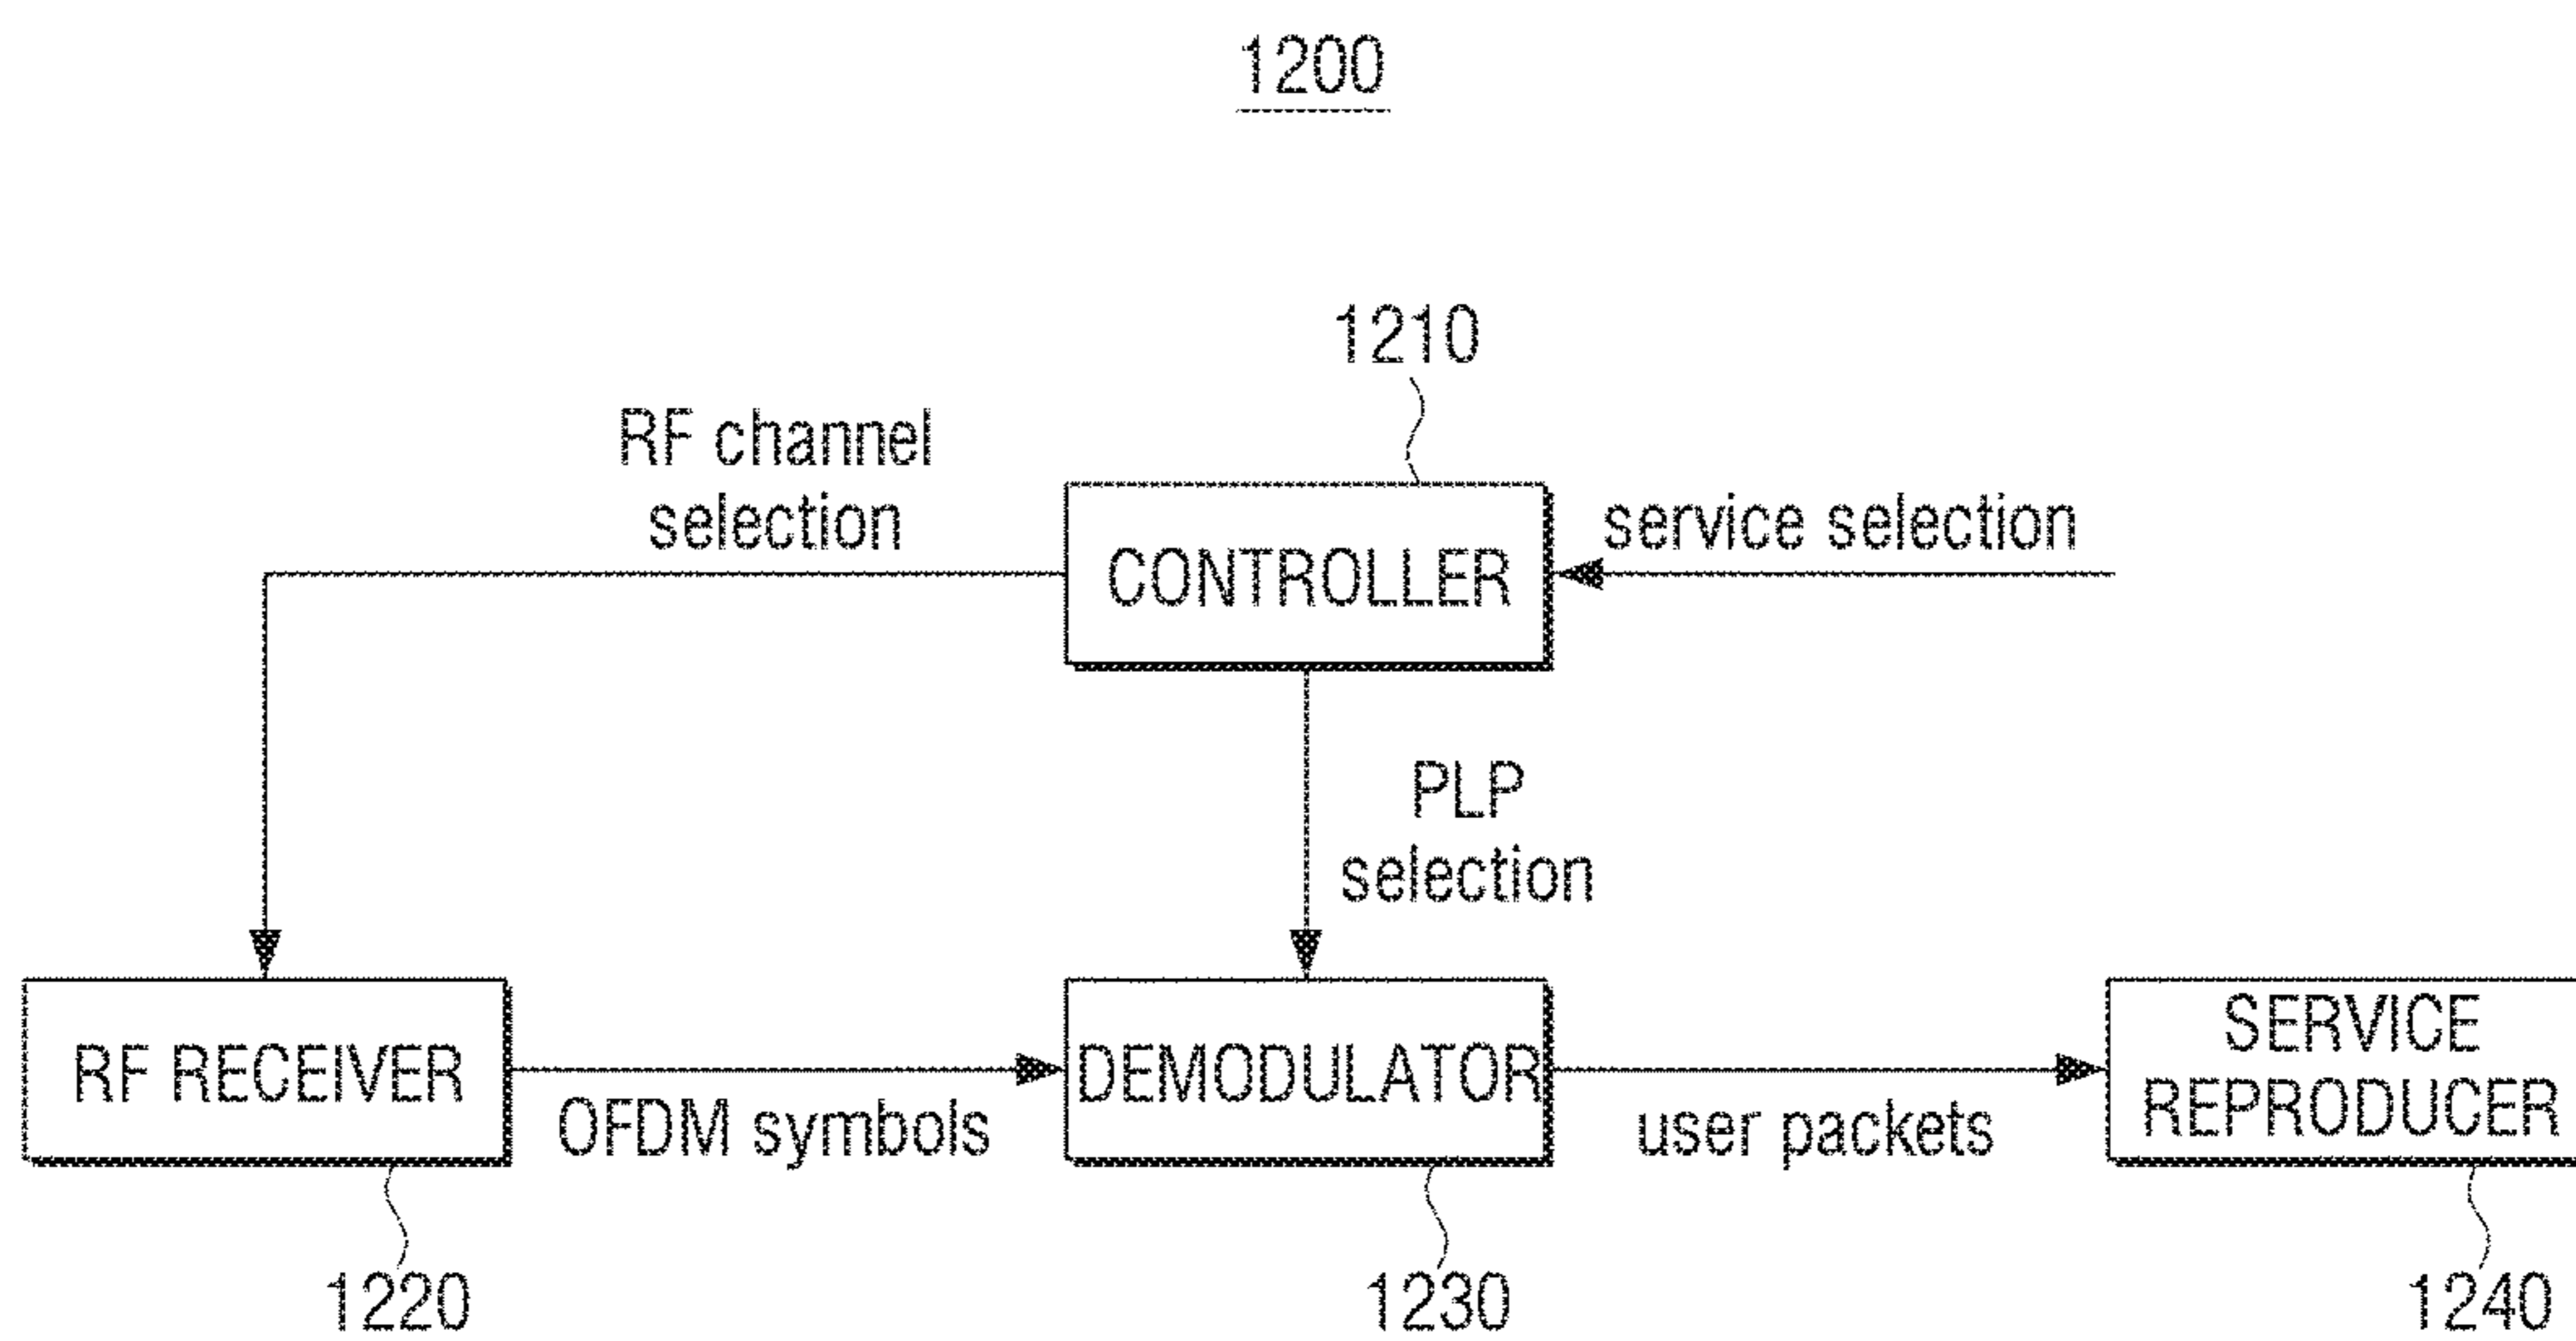 1200
1210
RF channel
selection
CONTROLLER
service selection
PLP
selection
RF RECEIVER
OFDM symbols
DEMODULATOR
user packets
SERVICE
REPRODUCER
1220
1230
1240